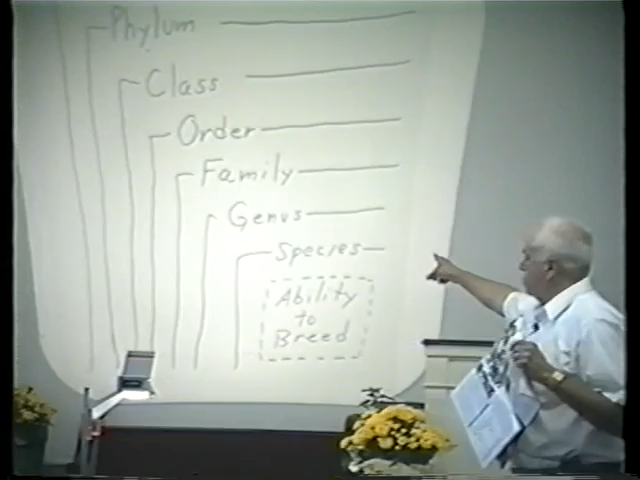 Phylum
Class
Order
Family
Genus
Species
Ability
to
Breed